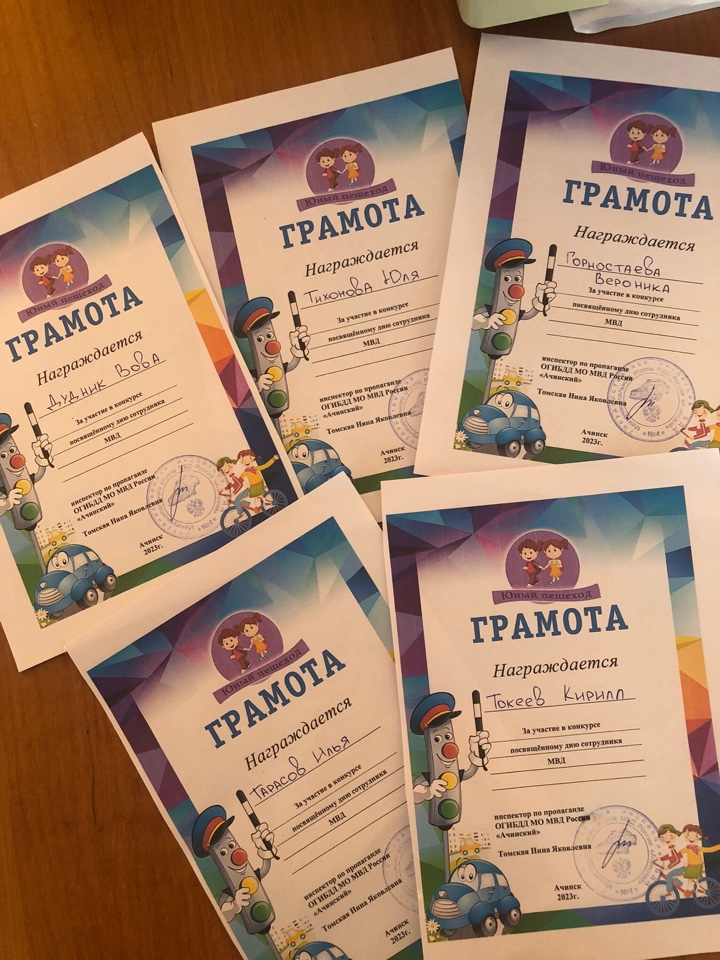 Юный пешеход
ГРАМОТА
Награждается
Дудник Вова
За участие в конкурсе
посвящённому дню сотрудника
МВД
инспектор по пропаганде
ОГИБДД МО МВД России
«Ачинский»
Томская Нина Яковлевна
Ачинск
2023г.
Юный пешеход
ГРАМОТА
Награждается
Тихонова Юля
За участие в конкурсе
посвящённому дню сотрудника
МВД
инспектор по пропаганде
ОГИБДД МО МВД России
«Ачинский»
Томская Нина Яковлевна
Ачинск
2023г.
Юный пешеход
ГРАМОТА
Награждается
Горностаева
Вероника
За участие в конкурсе
посвящённому дню сотрудника
МВД
инспектор по пропаганде
ОГИБДД МО МВД России
«Ачинский»
Томская Нина Яковлевна
Ачинск
2023г.
Юный пешеход
ГРАМОТА
Награждается
Тарасов Илья
За участие в конкурсе
посвящённому дню сотрудника
МВД
инспектор по пропаганде
ОГИБДД МО МВД России
«Ачинский»
Томская Нина Яковлевна
Ачинск
2023г.
Юный пешеход
ГРАМОТА
Награждается
Токеев Кирилл
За участие в конкурсе
посвящённому дню сотрудника
МВД
инспектор по пропаганде
ОГИБДД МО МВД России
«Ачинский»
Томская Нина Яковлевна
Ачинск
2023г.